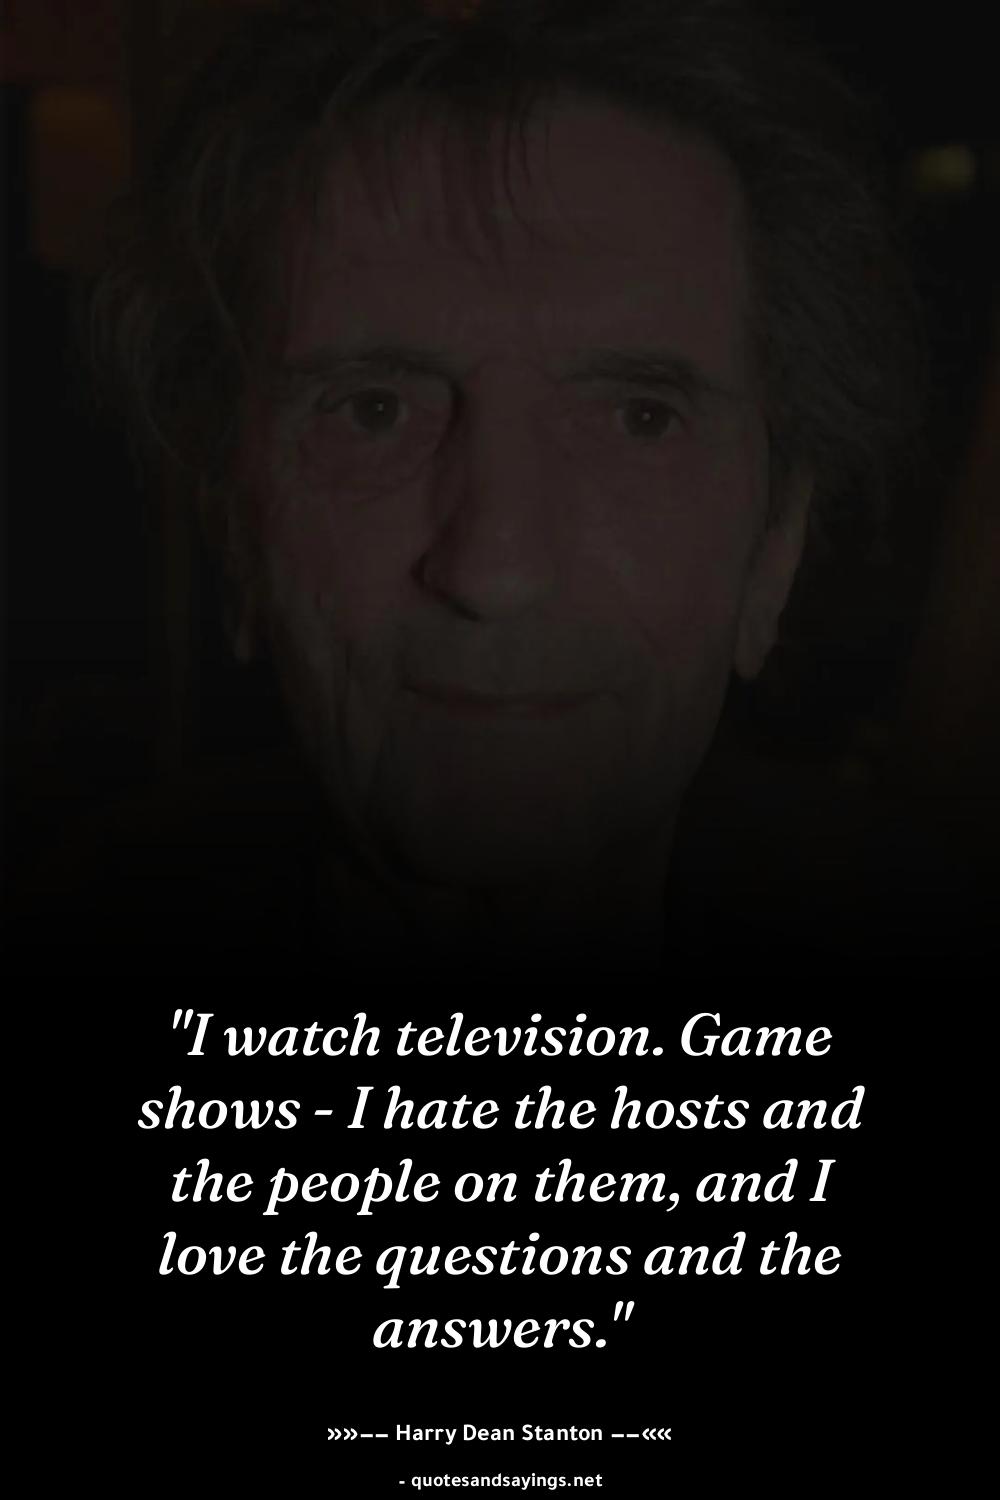 "I watch television. Game
shows - I hate the hosts and
the people on them, and I
love the questions and the
answers."
»»–– Harry Dean Stanton ––««
- quotesandsayings.net